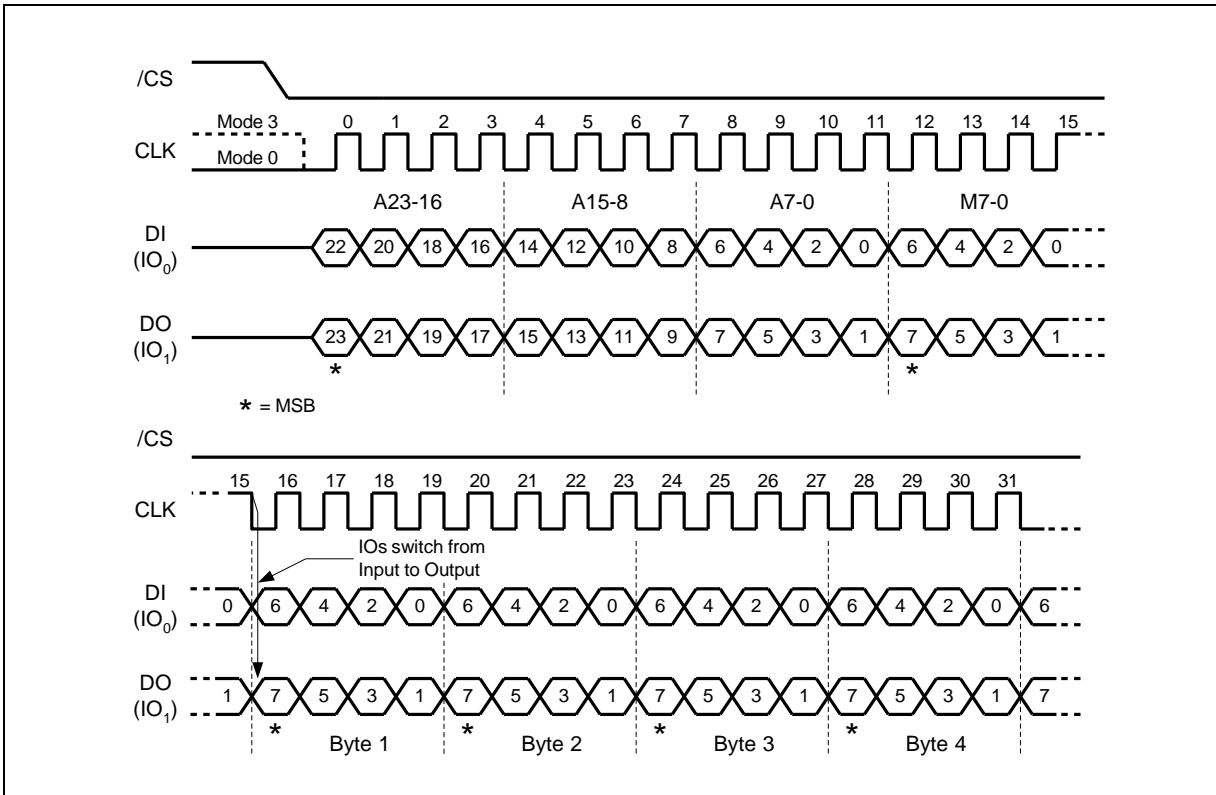 /CS
Mode 3 0 1 2 3 4 5 6 7 8 9 10 11 12 13 14 15
CLK
Mode 0
A23-16 A15-8 A7-0 M7-0
DI
(IO0) 22 20 18 16 14 12 10 8 6 4 2 0 6 4 2 0
DO
(IO1) 23 21 19 17 15 13 11 9 7 5 3 1 7 5 3 1
* *
* = MSB
/CS
15 16 17 18 19 20 21 22 23 24 25 26 27 28 29 30 31
CLK
IOs switch from
Input to Output
DI
(IO0) 0 6 4 2 0 6 4 2 0 6 4 2 0 6 4 2 0 6
DO
(IO1) 1 7 5 3 1 7 5 3 1 7 5 3 1 7 5 3 1 7
* * * *
Byte 1 Byte 2 Byte 3 Byte 4